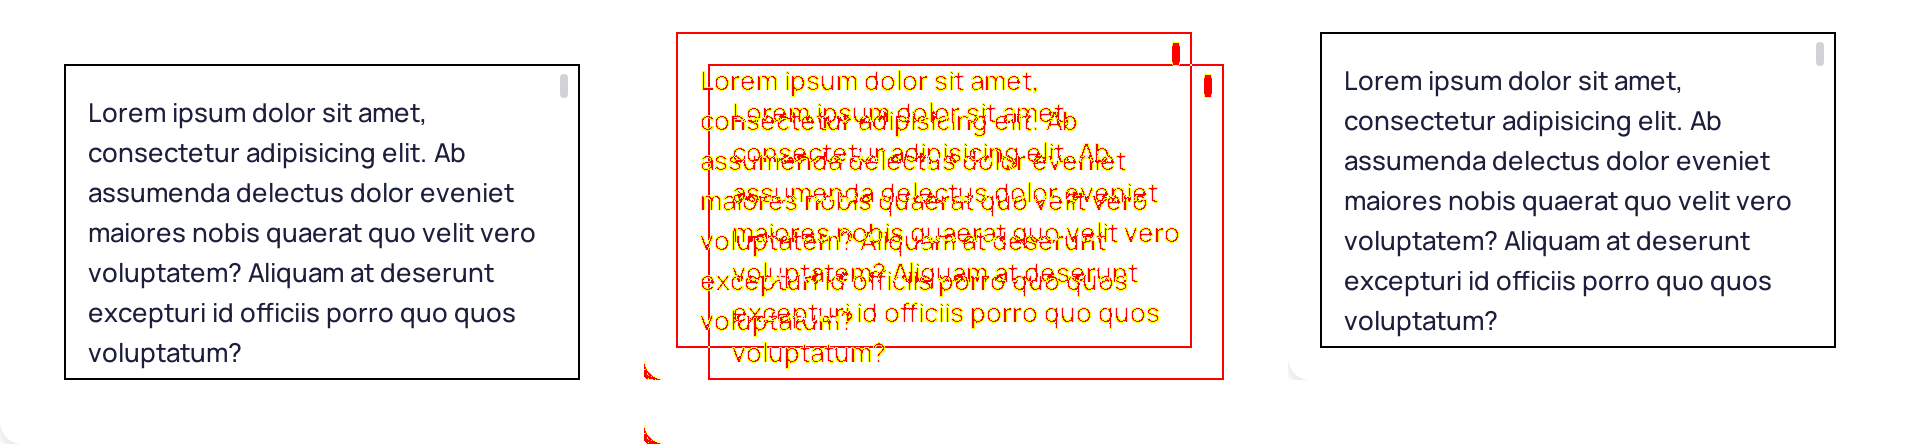 Lorem ipsum dolor sit amet,
consectetur adipisicing elit. Ab
assumenda delectus dolor eveniet
maiores nobis quaerat quo velit vero
voluptatem? Aliquam at deserunt
excepturi id officiis porro quo quos
voluptatum?
Lorem ipsum dolor sit amet,
Lorem ipsum dolor sit amet,
consectetur adipisicing elit. Ab
consectetur adipisicing elit. Ab
assumenda delectus dolor eveniet
assumenda delectus dolor eveniet
maiores nobis quaerat quo velit vero
maiores nobis quaerat quo velit vero
voluptatem? Aliquam at deserunt
voluptatem? Aliquam at deserunt
excepturi id officiis porro quo quos
excepturi id officiis porro quo quos
voluptatum?
voluptatum?
Lorem ipsum dolor sit amet,
consectetur adipisicing elit. Ab
assumenda delectus dolor eveniet
maiores nobis quaerat quo velit vero
voluptatem? Aliquam at deserunt
excepturi id officiis porro quo quos
voluptatum?